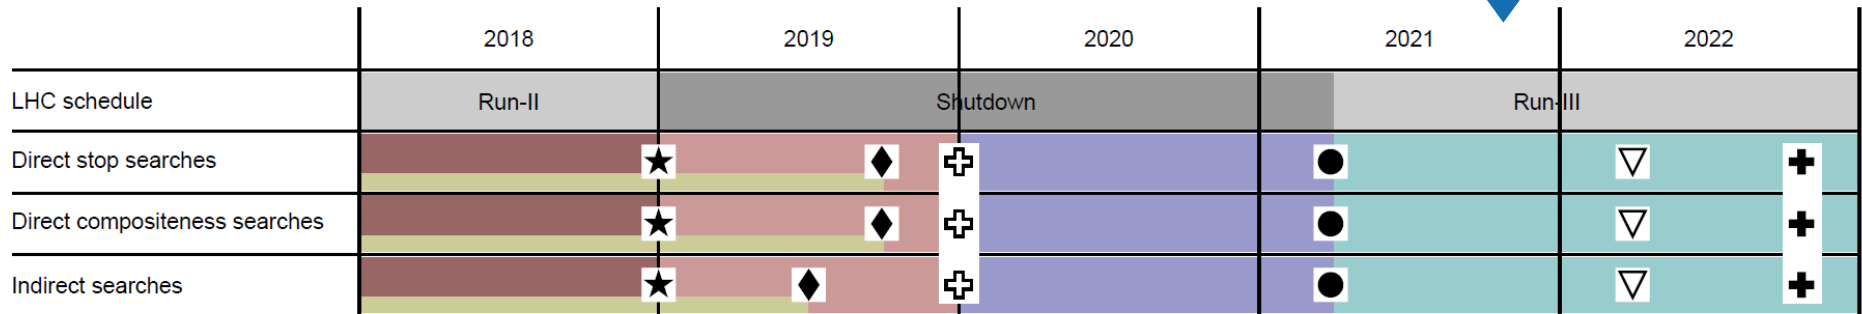 2018 2019 2020 2021 2022
LHC schedule Run-II Shutdown Run-III
Direct stop searches
Direct compositeness searches
Indirect searches